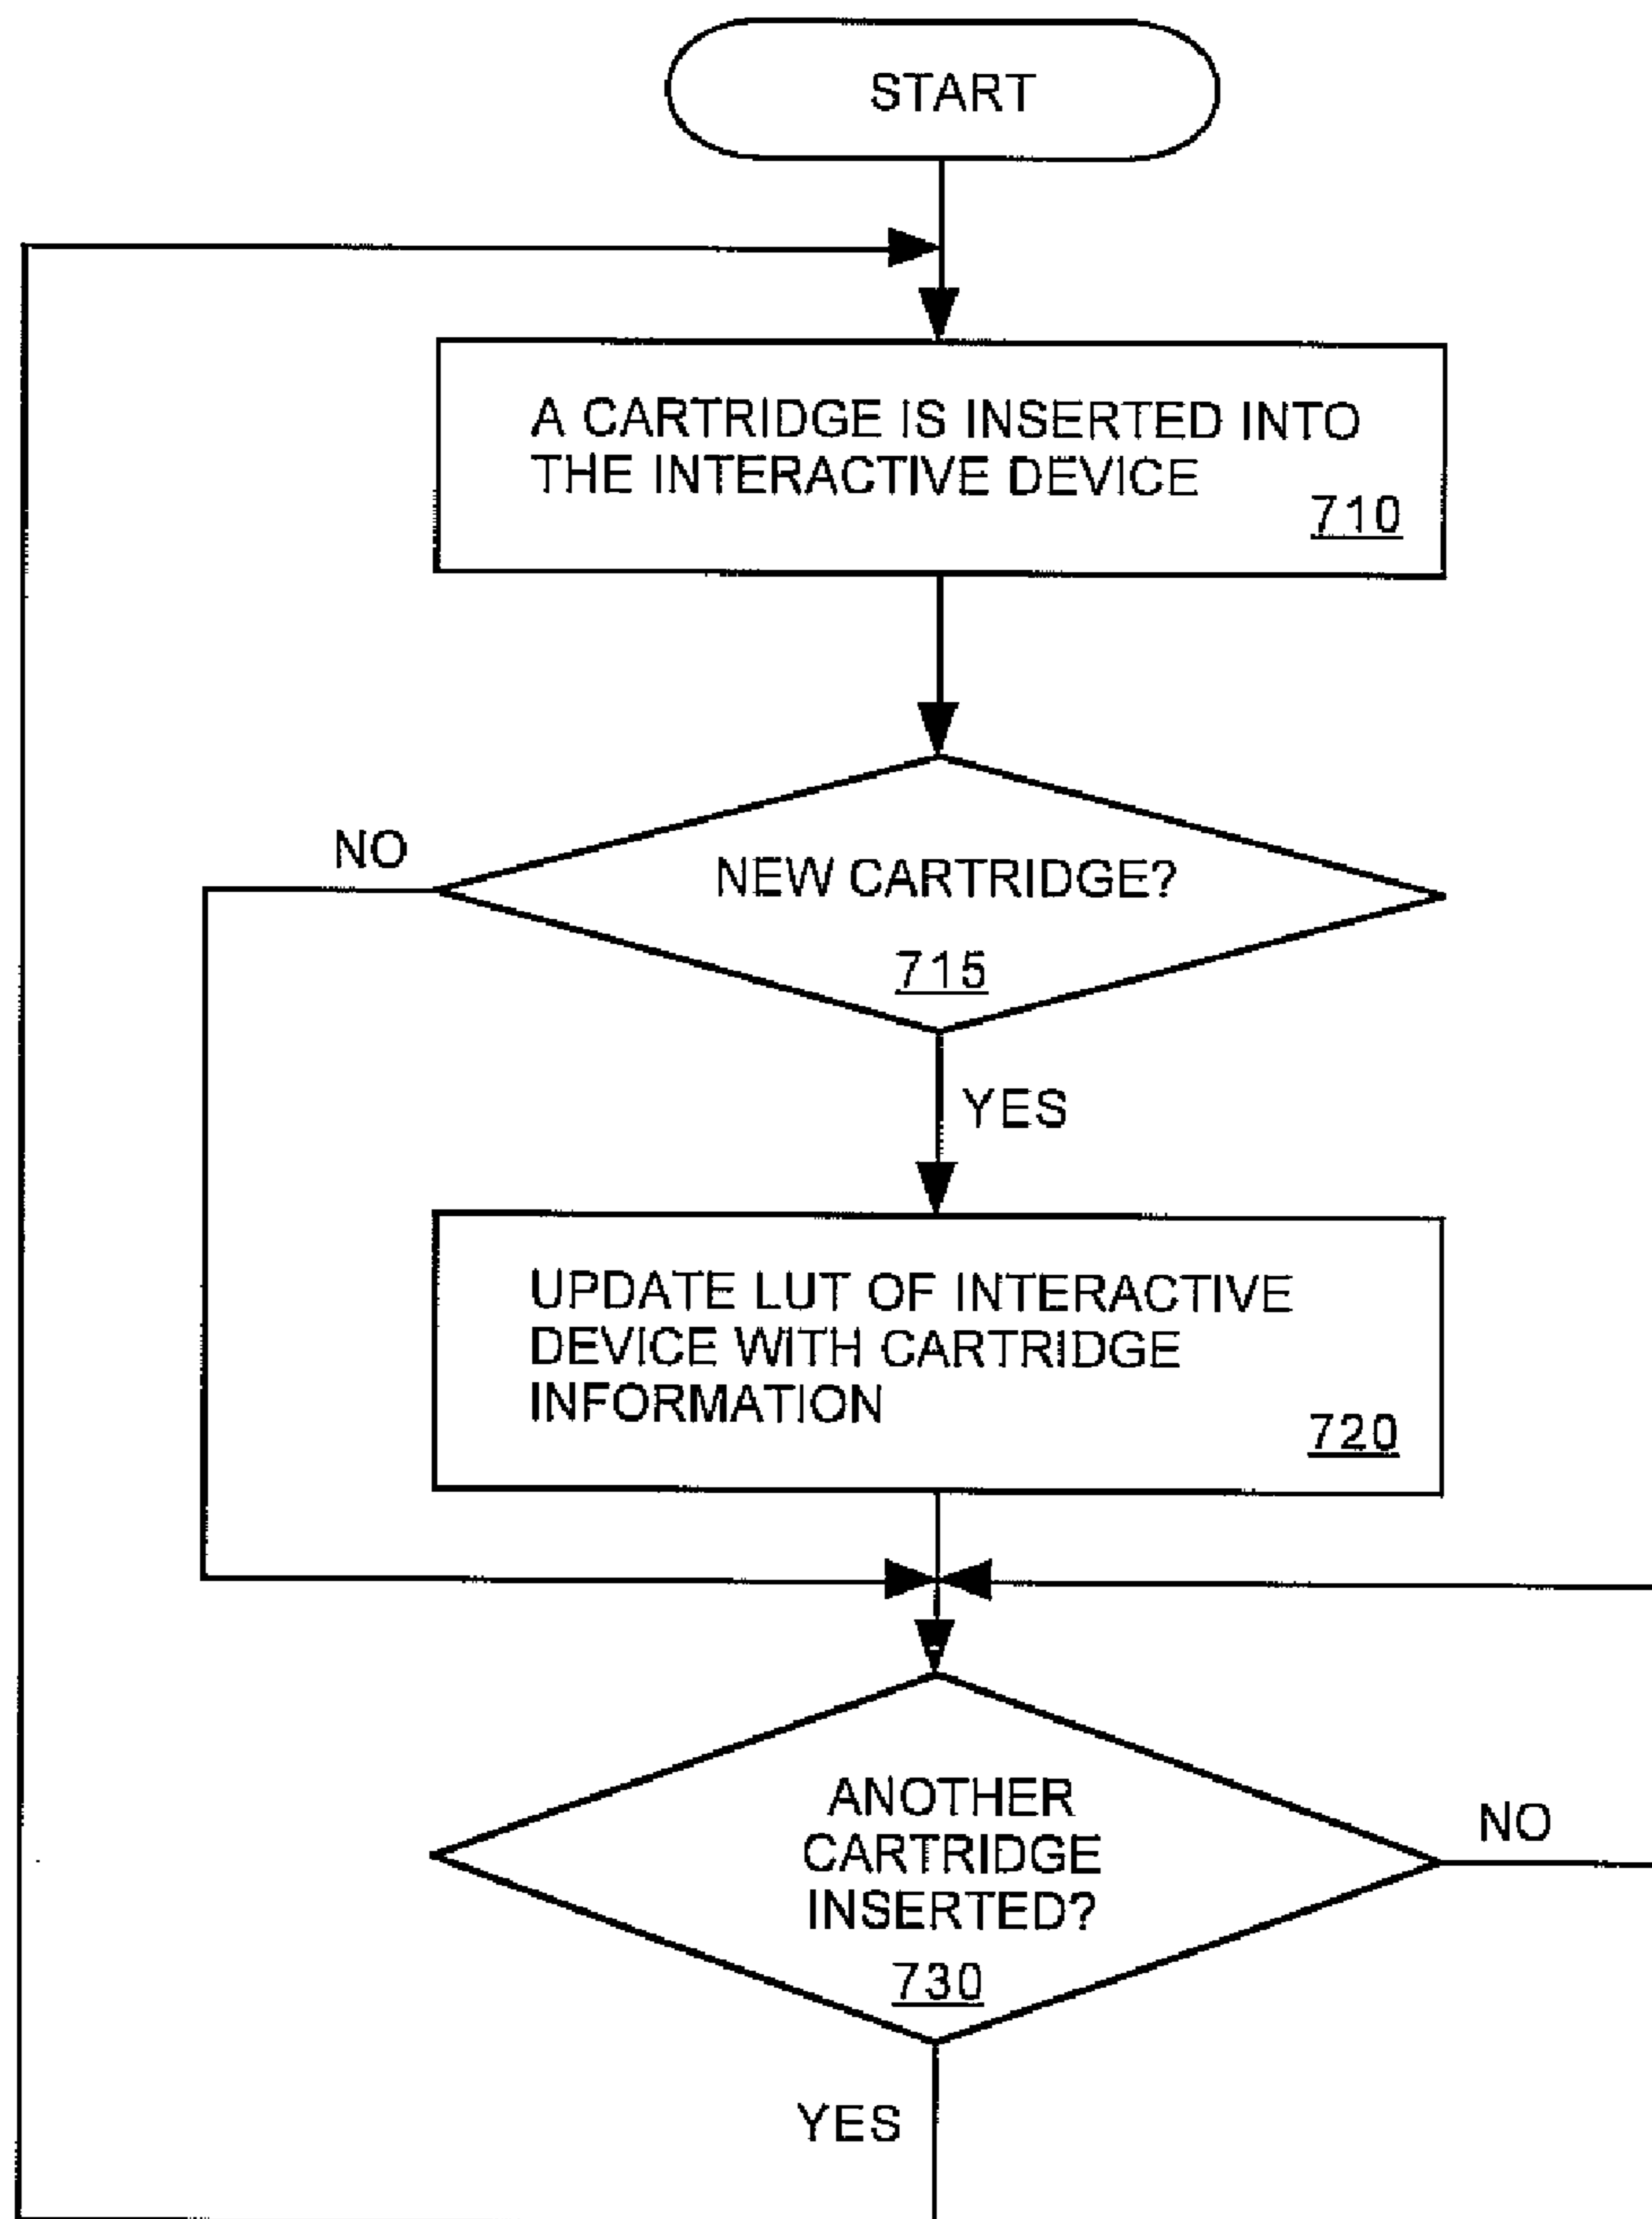 START
A CARTRIDGE IS INSERTED INTO
THE INTERACTIVE DEVICE
710
NEW CARTRIDGE?
715
NO
YES
UPDATE LUT OF INTERACTIVE
DEVICE WITH CARTRIDGE
INFORMATION
720
ANOTHER
CARTRIDGE
INSERTED?
730
NO
YES